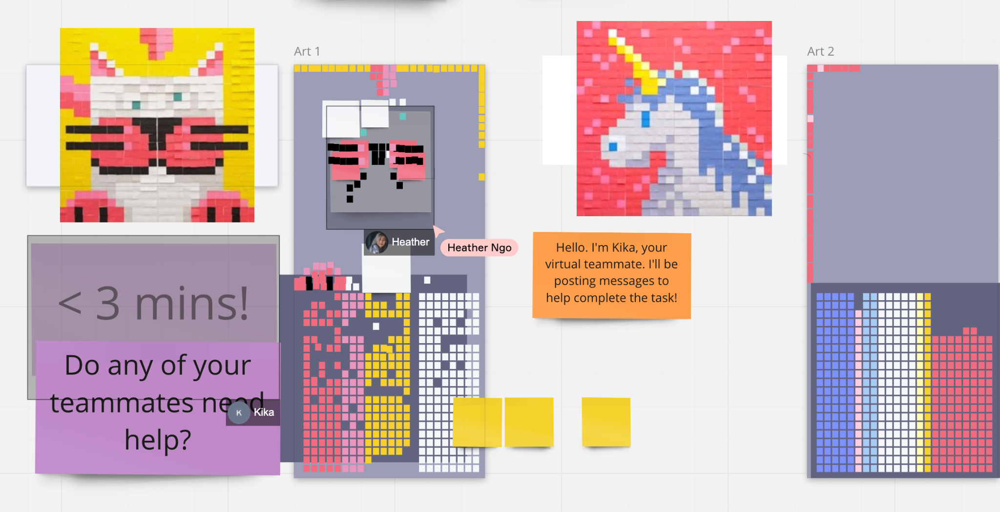 Art 1
Art 2
Heather
Heather Ngo
Hello. I'm Kika, your
virtual teammate. I'll be
posting messages to
help complete the task!
< 3 mins!
Do any of your
teammates need
help?
K
Kika